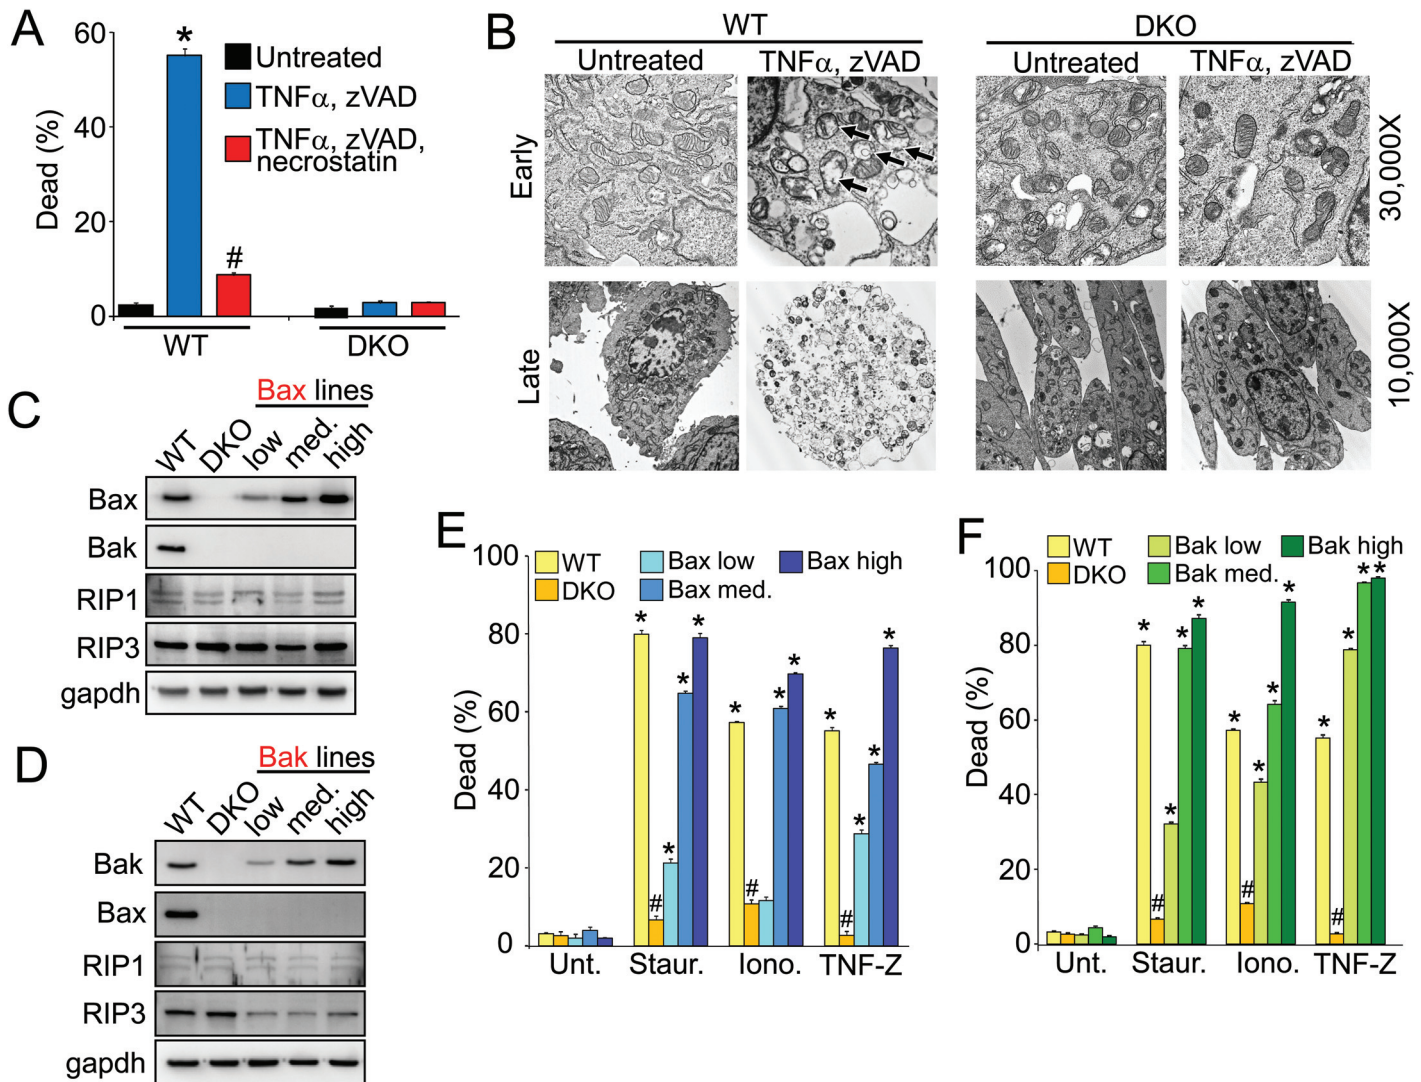 A
60
40
20
0
Dead (%)
*
#
Untreated
TNFα, zVAD
TNFα, zVAD,
necrostatin
WT
DKO
B
WT
DKO
Untreated
TNFα, zVAD
Untreated
TNFα, zVAD
Early
Late
30,000X
10,000X
C
Bax lines
WT
DKO
low
med.
high
Bax
Bak
RIP1
RIP3
gapdh
D
Bak lines
WT
DKO
low
med.
high
Bak
Bax
RIP1
RIP3
gapdh
E
100
80
60
40
20
0
Dead (%)
WT
DKO
Bax low
Bax med.
Bax high
*
#
*
*
*
*
#
*
*
*
#
*
*
*
Unt.
Staur.
Iono.
TNF-Z
F
100
80
60
40
20
0
Dead (%)
WT
DKO
Bak low
Bak med.
Bak high
*
#
*
*
*
*
#
*
*
*
*
#
*
*
*
Unt.
Staur.
Iono.
TNF-Z